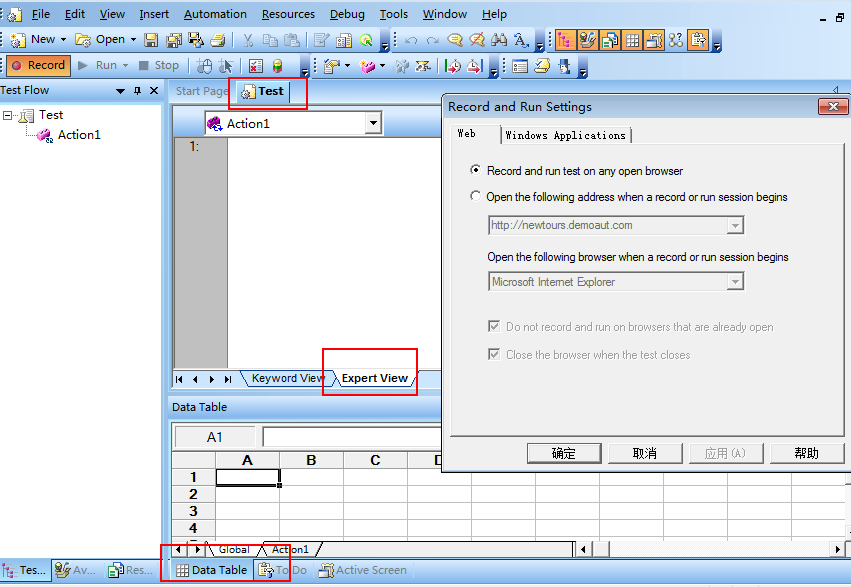 File Edit View Insert Automation Resources Debug Tools Window Help
New Open
Record Run Stop
Test Flow
Test
Action1
Start Page Test
Action1
1:
Keyword View Expert View
Record and Run Settings
Web Windows Applications
Record and run test on any open browser
Open the following address when a record or run session begins
http://newtours.demoaut.com
Open the following browser when a record or run session begins
Microsoft Internet Explorer
Do not record and run on browsers that are already open
Close the browser when the test closes
确定 取消 应用(A) 帮助
Data Table
A1
A B C D
1
2
3
4
Global Action1
Tes... Av... Res... Data Table To Do Active Screen